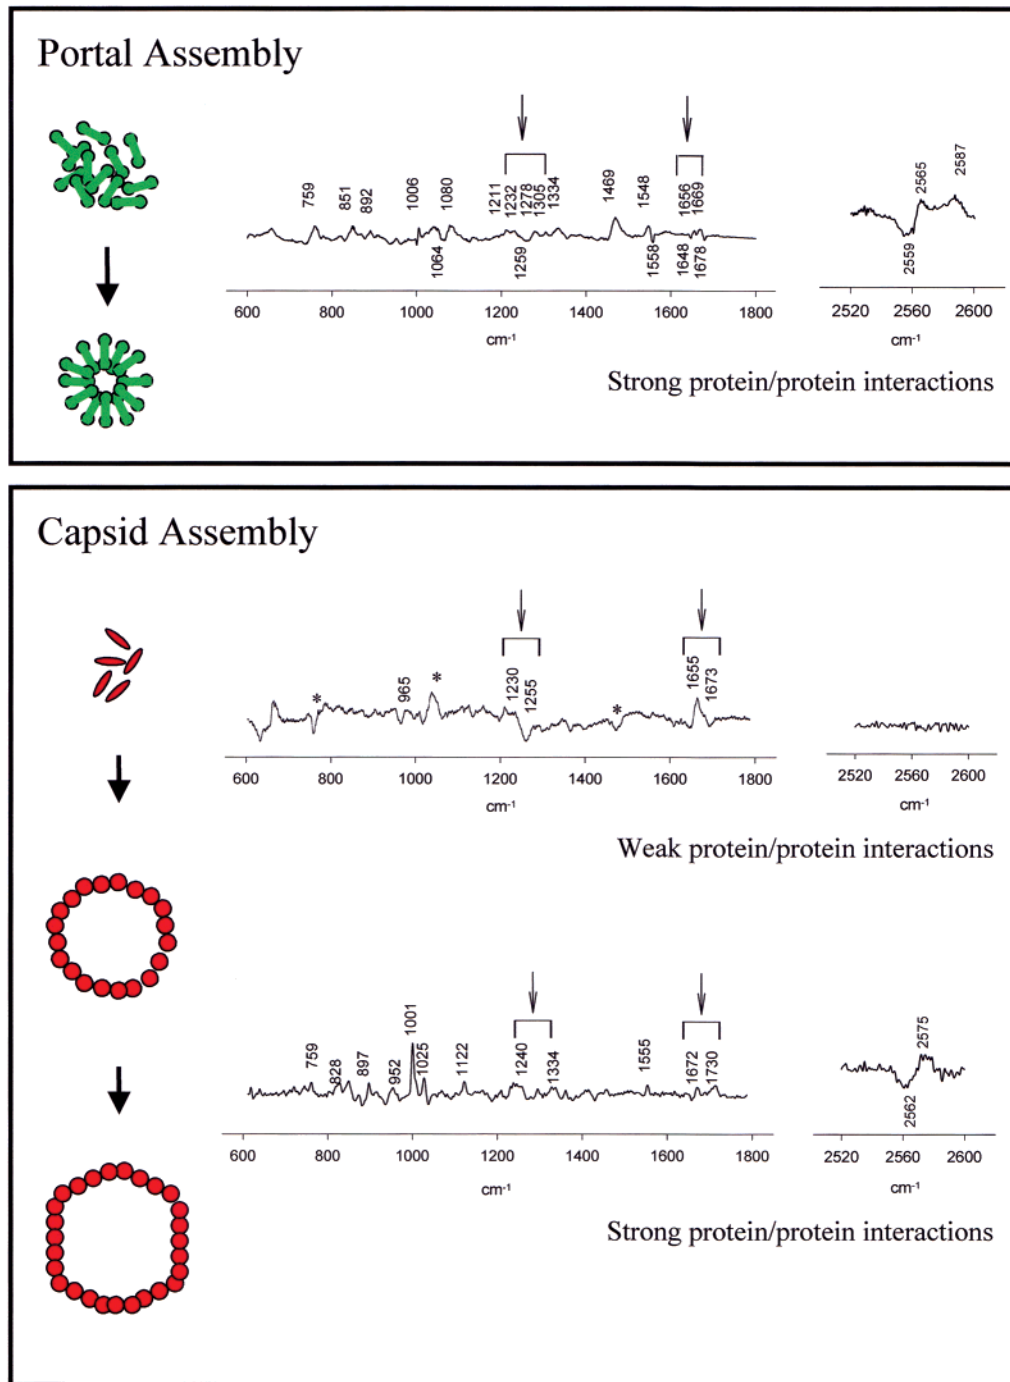 Portal Assembly
759 851 892 1006 1080 1211 1232 1278 1305 1334 1469 1548 1656 1669
1064 1259 1558 1648 1678
600 800 1000 1200 1400 1600 1800
cm-1
2565 2587
2559
2520 2560 2600
cm-1
Strong protein/protein interactions
Capsid Assembly
* 965 * 1230 1255 * 1655 1673
600 800 1000 1200 1400 1600 1800
cm-1
2520 2560 2600
cm-1
Weak protein/protein interactions
759 828 897 952 1001 1025 1122 1240 1334 1555 1672 1730
600 800 1000 1200 1400 1600 1800
cm-1
2575
2562
2520 2560 2600
cm-1
Strong protein/protein interactions